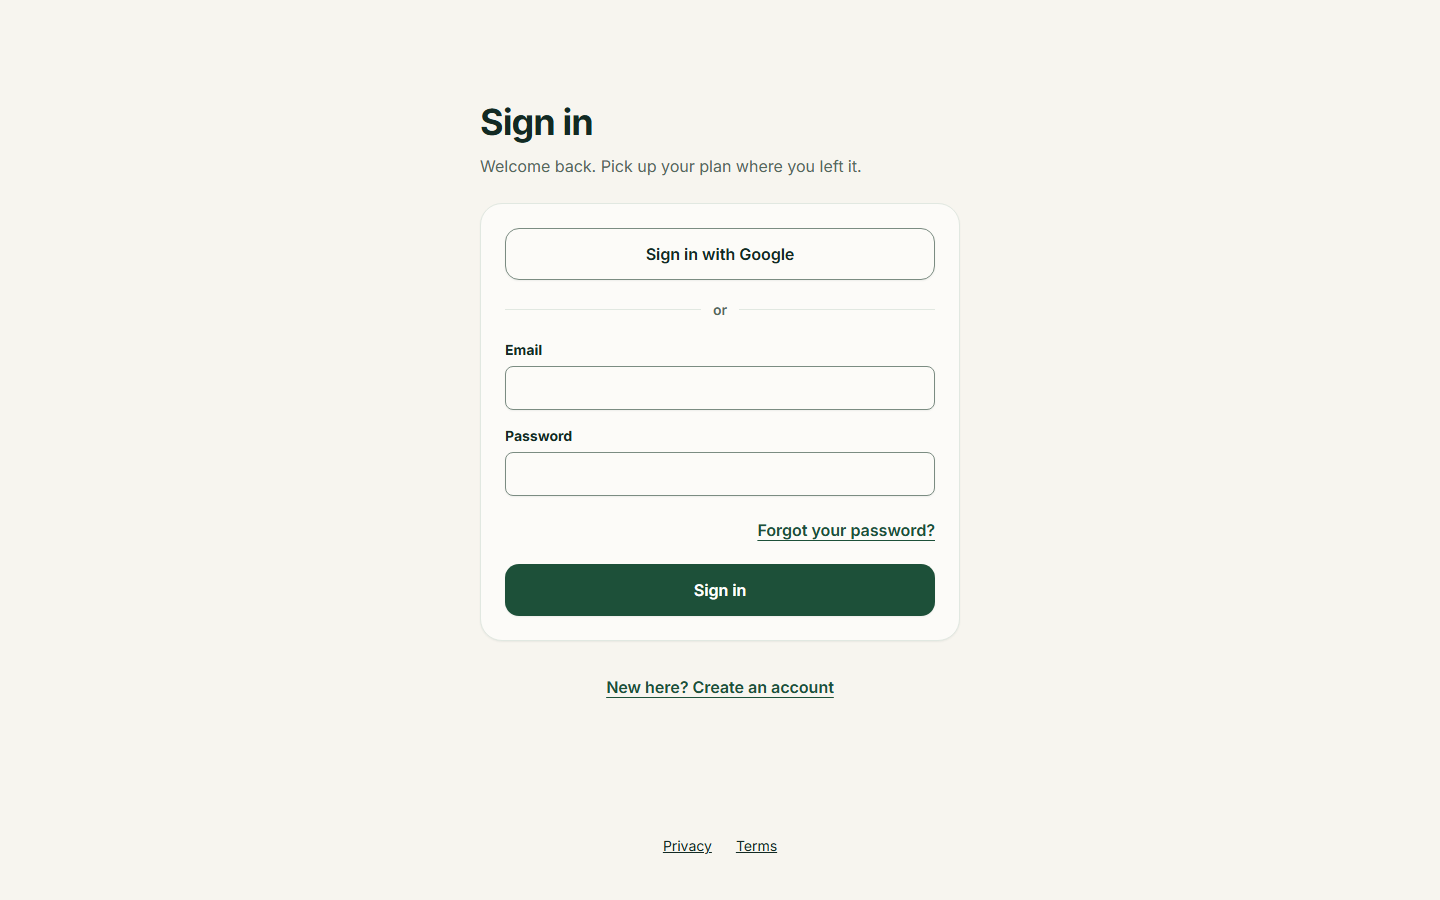 Sign in
Welcome back. Pick up your plan where you left it.
Sign in with Google
or
Email
Password
Forgot your password?
Sign in
New here? Create an account
Privacy Terms